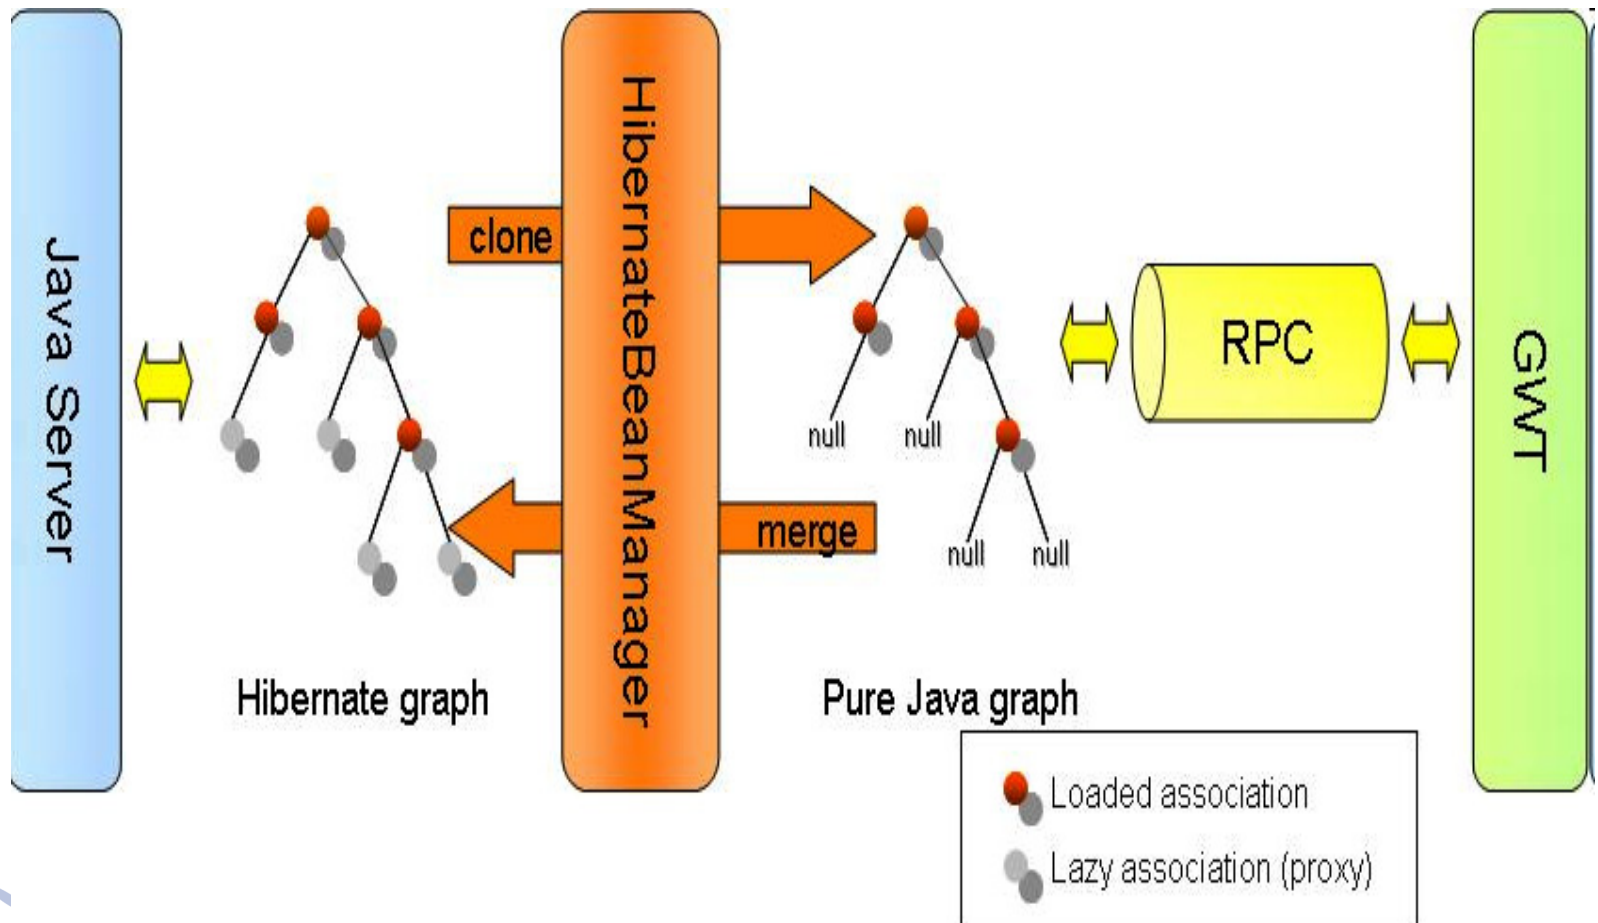 Java Server
clone
HibernateBeanManager
merge
null
null
null
null
RPC
GWT
Hibernate graph
Pure Java graph
Loaded association
Lazy association (proxy)